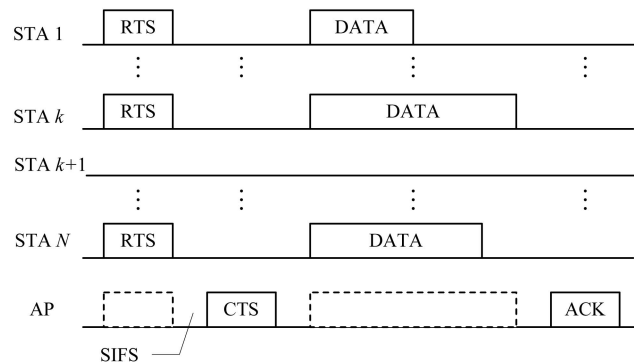 STA 1 RTS DATA
STA k RTS DATA
STA k+1
STA N RTS DATA
AP CTS ACK
SIFS